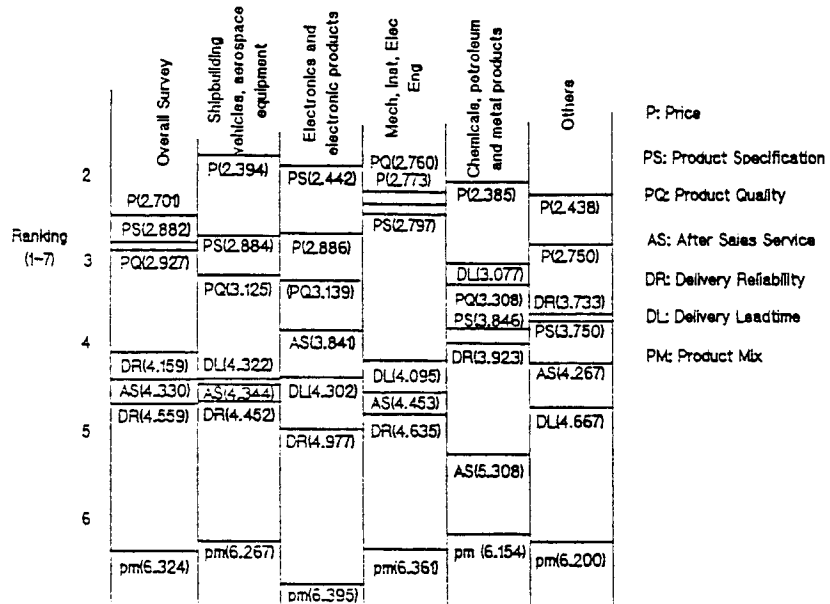 Overall Survey
Shipbuilding
vehicles, aerospace
equipment
Electronics and
electronic products
Mech, Inst, Elec
Eng
Chemicals, petroleum
and metal products
Others
Ranking
(1-7)
2
3
4
5
6
P(2.701)
PS(2.882)
PQ(2.927)
DR(4.159)
AS(4.330)
DR(4.559)
pm(6.324)
P(2.394)
PS(2.884)
PQ(3.125)
DL(4.322)
AS(4.344)
DR(4.452)
pm(6.267)
PS(2.442)
P(2.886)
(PQ3.139)
AS(3.841)
DL(4.302)
DR(4.977)
pm(6.395)
PQ(2.760)
P(2.773)
PS(2.797)
DL(4.095)
AS(4.453)
DR(4.635)
pm(6.361)
P(2.385)
DL(3.077)
PQ(3.308)
PS(3.846)
DR(3.923)
AS(5.308)
pm (6.154)
P(2.438)
P(2.750)
DR(3.733)
PS(3.750)
AS(4.267)
DL(4.667)
pm(6.200)
P: Price
PS: Product Specification
PQ: Product Quality
AS: After Sales Service
DR: Delivery Reliability
DL: Delivery Leadtime
PM: Product Mix